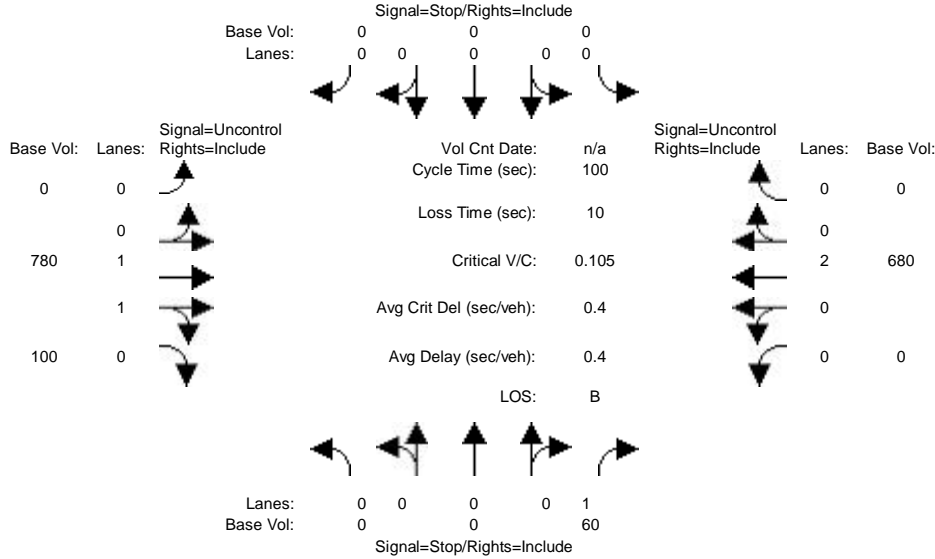 Signal=Stop/Rights=Include
Base Vol: 0 0 0
Lanes: 0 0 0 0 0
Signal=Uncontrol Signal=Uncontrol
Base Vol: Lanes: Rights=Include Vol Cnt Date: n/a Rights=Include Lanes: Base Vol:
Cycle Time (sec): 100
0 0 0 0
Loss Time (sec): 10
0 0
780 1 Critical V/C: 0.105 2 680
1 Avg Crit Del (sec/veh): 0.4 0
100 0 Avg Delay (sec/veh): 0.4 0 0
LOS: B
Lanes: 0 0 0 0 1
Base Vol: 0 0 60
Signal=Stop/Rights=Include